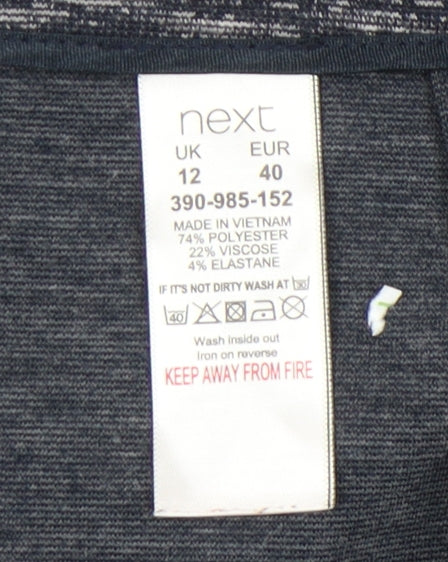 next
UK EUR
12 40
390-985-152
MADE IN VIETNAM
74% POLYESTER
22% VISCOSE
4% ELASTANE
IF IT'S NOT DIRTY WASH AT 30
40
Wash inside out
Iron on reverse
KEEP AWAY FROM FIRE